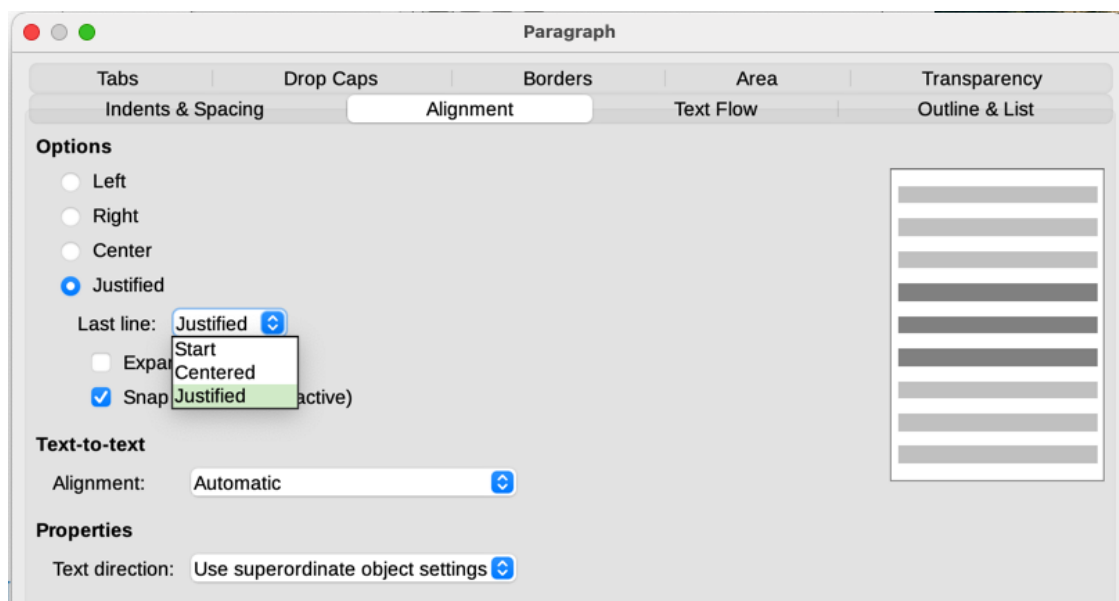 Paragraph
Tabs Drop Caps Borders Area Transparency
Indents & Spacing Alignment Text Flow Outline & List
Options
Left
Right
Center
Justified
Last line: Justified
Start
Centered
Justified
Snap active)
Text-to-text
Alignment: Automatic
Properties
Text direction: Use superordinate object settings